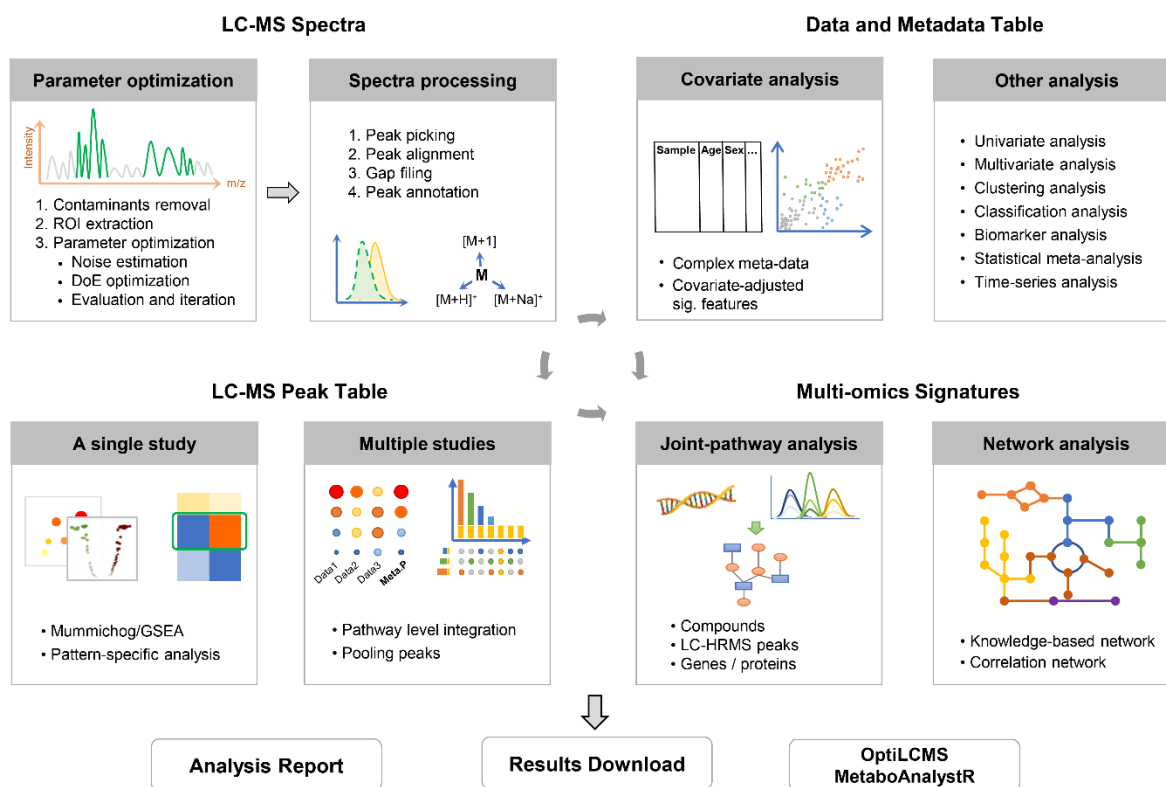 LC-MS Spectra
Parameter optimization
Intensity
m/z
1. Contaminants removal
2. ROI extraction
3. Parameter optimization
• Noise estimation
• DoE optimization
• Evaluation and iteration
Spectra processing
1. Peak picking
2. Peak alignment
3. Gap filing
4. Peak annotation
[M+1]
M
[M+H]⁺ [M+Na]⁺
Data and Metadata Table
Covariate analysis
Sample Age Sex ...
• Complex meta-data
• Covariate-adjusted
sig. features
Other analysis
• Univariate analysis
• Multivariate analysis
• Clustering analysis
• Classification analysis
• Biomarker analysis
• Statistical meta-analysis
• Time-series analysis
LC-MS Peak Table
A single study
• Mummichog/GSEA
• Pattern-specific analysis
Multiple studies
Data1 Data2 Data3 Meta.P
• Pathway level integration
• Pooling peaks
Multi-omics Signatures
Joint-pathway analysis
• Compounds
• LC-HRMS peaks
• Genes / proteins
Network analysis
• Knowledge-based network
• Correlation network
Analysis Report
Results Download
OptiLCMS
MetaboAnalystR